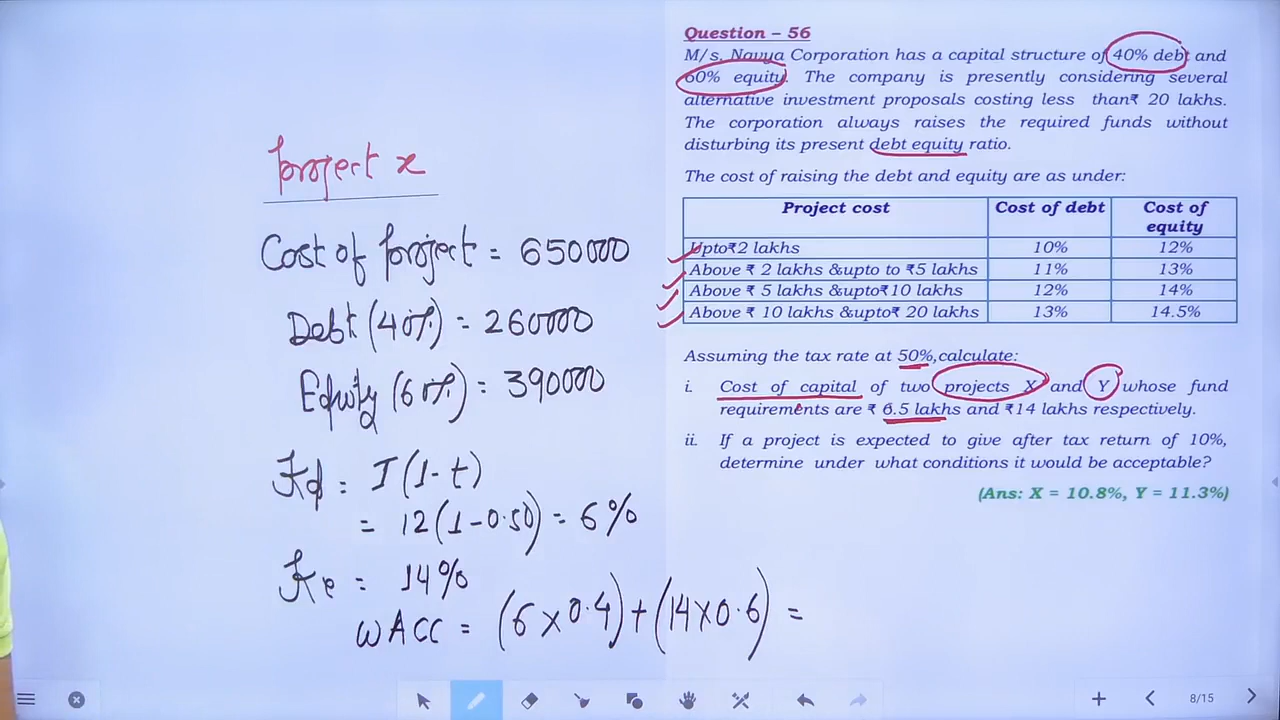 Project x
Cost of project = 650000
Debt (40%) = 260000
Equity (60%) = 390000
Kd = I(1-t)
= 12(1-0.50) = 6%
Ke = 14%
WACC = (6×0.4)+(14×0.6) =
Question – 56
M/s. Navya Corporation has a capital structure of 40% debt and
60% equity. The company is presently considering several
alternative investment proposals costing less than₹ 20 lakhs.
The corporation always raises the required funds without
disturbing its present debt equity ratio.
The cost of raising the debt and equity are as under:
Project cost Cost of debt Cost of equity
Upto₹2 lakhs 10% 12%
Above ₹ 2 lakhs &upto to ₹5 lakhs 11% 13%
Above ₹ 5 lakhs &upto₹10 lakhs 12% 14%
Above ₹ 10 lakhs &upto₹ 20 lakhs 13% 14.5%
Assuming the tax rate at 50%,calculate:
i. Cost of capital of two projects X and Y whose fund
requirements are ₹ 6.5 lakhs and ₹14 lakhs respectively.
ii. If a project is expected to give after tax return of 10%,
determine under what conditions it would be acceptable?
(Ans: X = 10.8%, Y = 11.3%)
8/15